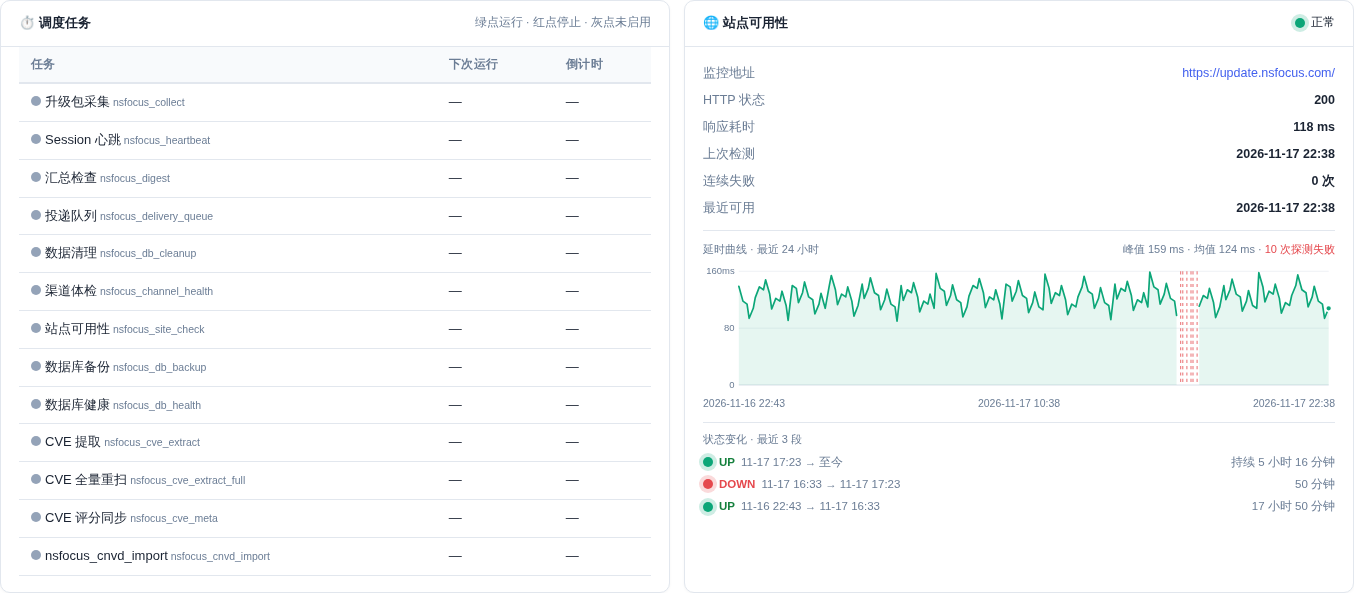 ⏱️ 调度任务
绿点运行 · 红点停止 · 灰点未启用
任务 下次运行 倒计时
升级包采集 nsfocus_collect — —
Session 心跳 nsfocus_heartbeat — —
汇总检查 nsfocus_digest — —
投递队列 nsfocus_delivery_queue — —
数据清理 nsfocus_db_cleanup — —
渠道体检 nsfocus_channel_health — —
站点可用性 nsfocus_site_check — —
数据库备份 nsfocus_db_backup — —
数据库健康 nsfocus_db_health — —
CVE 提取 nsfocus_cve_extract — —
CVE 全量重扫 nsfocus_cve_extract_full — —
CVE 评分同步 nsfocus_cve_meta — —
nsfocus_cnvd_import nsfocus_cnvd_import — —
🌐 站点可用性
正常
监控地址 https://update.nsfocus.com/
HTTP 状态 200
响应耗时 118 ms
上次检测 2026-11-17 22:38
连续失败 0 次
最近可用 2026-11-17 22:38
延时曲线 · 最近 24 小时 峰值 159 ms · 均值 124 ms · 10 次探测失败
160ms
80
0
2026-11-16 22:43 2026-11-17 10:38 2026-11-17 22:38
状态变化 · 最近 3 段
UP 11-17 17:23 → 至今 持续 5 小时 16 分钟
DOWN 11-17 16:33 → 11-17 17:23 50 分钟
UP 11-16 22:43 → 11-17 16:33 17 小时 50 分钟